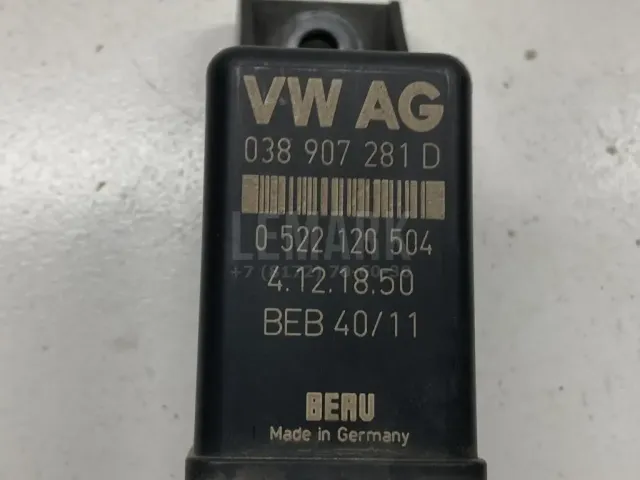 VW AG
038 907 281 D
0 522 120 504
4.12.18.50
BEB 40/11
BERU
Made in Germany
LEMARK